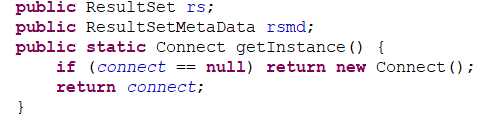 public ResultSet rs;
public ResultSetMetaData rsmd;
public static Connect getInstance() {
    if (connect == null) return new Connect();
    return connect;
}